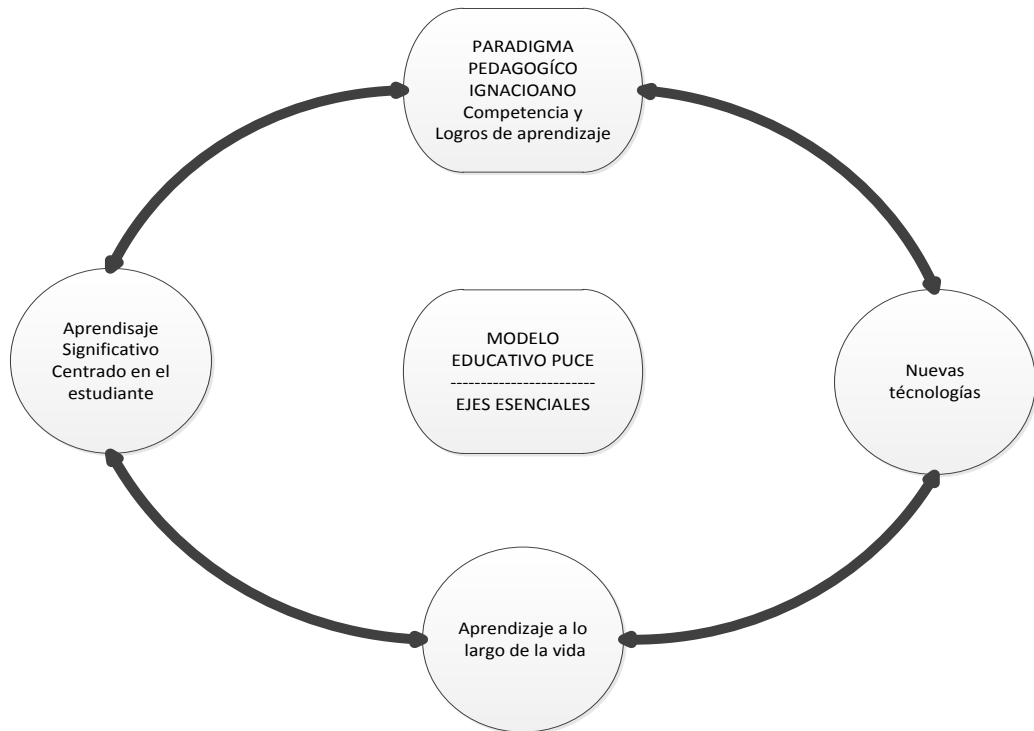 PARADIGMA
PEDAGOGÍCO
IGNACIOANO
Competencia y
Logros de aprendizaje
Aprendisaje
Significativo
Centrado en el
estudiante
MODELO
EDUCATIVO PUCE
------------------------
EJES ESENCIALES
Nuevas
técnologías
Aprendizaje a lo
largo de la vida